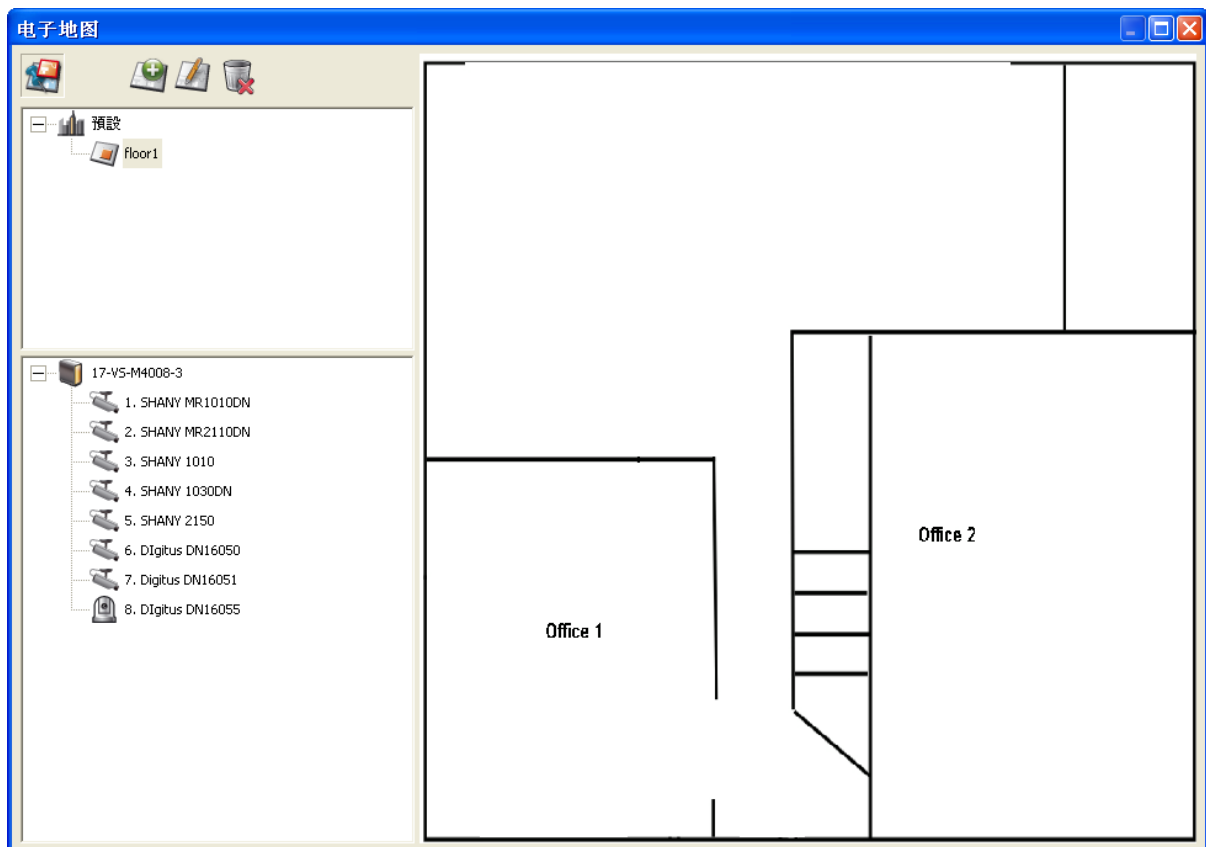 电子地图
預設
floor1
17-VS-M4008-3
1. SHANY MR1010DN
2. SHANY MR2110DN
3. SHANY 1010
4. SHANY 1030DN
5. SHANY 2150
6. DIgitus DN16050
7. Digitus DN16051
8. DIgitus DN16055
Office 2
Office 1